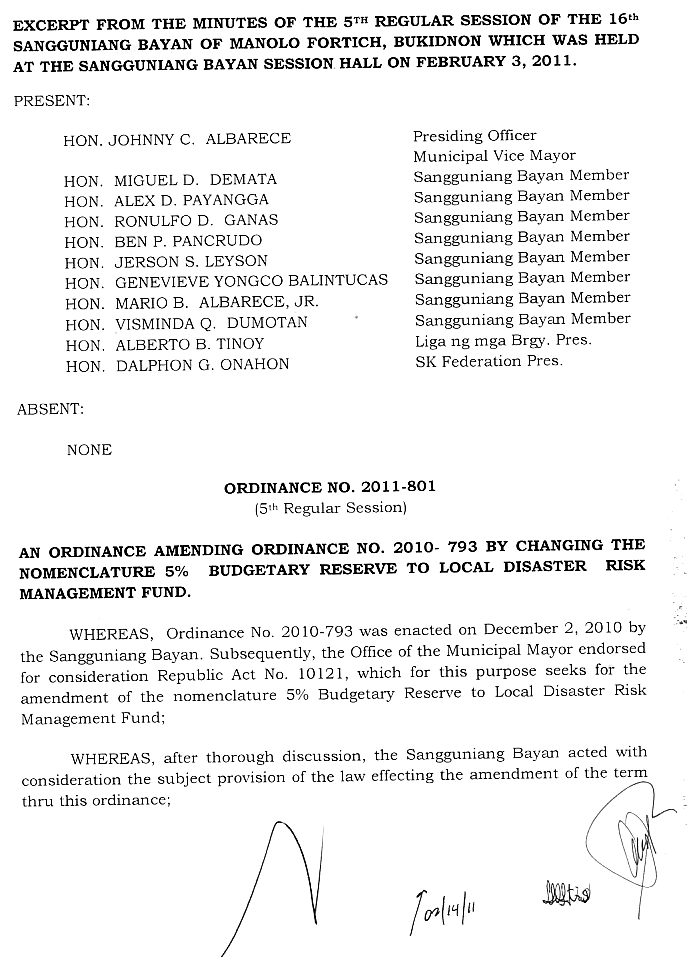 EXCERPT FROM THE MINUTES OF THE 5TH REGULAR SESSION OF THE 16th
SANGGUNIANG BAYAN OF MANOLO FORTICH, BUKIDNON WHICH WAS HELD
AT THE SANGGUNIANG BAYAN SESSION HALL ON FEBRUARY 3, 2011.
PRESENT:
HON. JOHNNY C. ALBARECE Presiding Officer
Municipal Vice Mayor
HON. MIGUEL D. DEMATA Sangguniang Bayan Member
HON. ALEX D. PAYANGGA Sangguniang Bayan Member
HON. RONULFO D. GANAS Sangguniang Bayan Member
HON. BEN P. PANCRUDO Sangguniang Bayan Member
HON. JERSON S. LEYSON Sangguniang Bayan Member
HON. GENEVIEVE YONGCO BALINTUCAS Sangguniang Bayan Member
HON. MARIO B. ALBARECE, JR. Sangguniang Bayan Member
HON. VISMINDA Q. DUMOTAN Sangguniang Bayan Member
HON. ALBERTO B. TINOY Liga ng mga Brgy. Pres.
HON. DALPHON G. ONAHON SK Federation Pres.
ABSENT:
NONE
ORDINANCE NO. 2011-801
(5th Regular Session)
AN ORDINANCE AMENDING ORDINANCE NO. 2010- 793 BY CHANGING THE
NOMENCLATURE 5% BUDGETARY RESERVE TO LOCAL DISASTER RISK
MANAGEMENT FUND.
WHEREAS, Ordinance No. 2010-793 was enacted on December 2, 2010 by
the Sangguniang Bayan. Subsequently, the Office of the Municipal Mayor endorsed
for consideration Republic Act No. 10121, which for this purpose seeks for the
amendment of the nomenclature 5% Budgetary Reserve to Local Disaster Risk
Management Fund;
WHEREAS, after thorough discussion, the Sangguniang Bayan acted with
consideration the subject provision of the law effecting the amendment of the term
thru this ordinance;
02/14/11